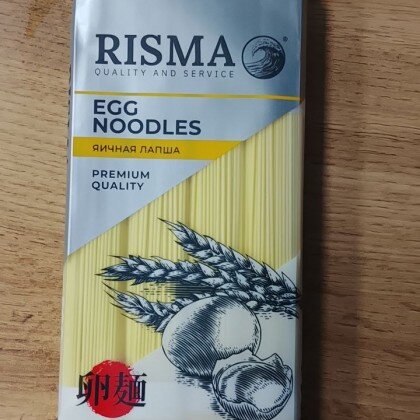 RISMA ®
QUALITY AND SERVICE
EGG
NOODLES
ЯИЧНАЯ ЛАПША
PREMIUM
QUALITY
卵麺